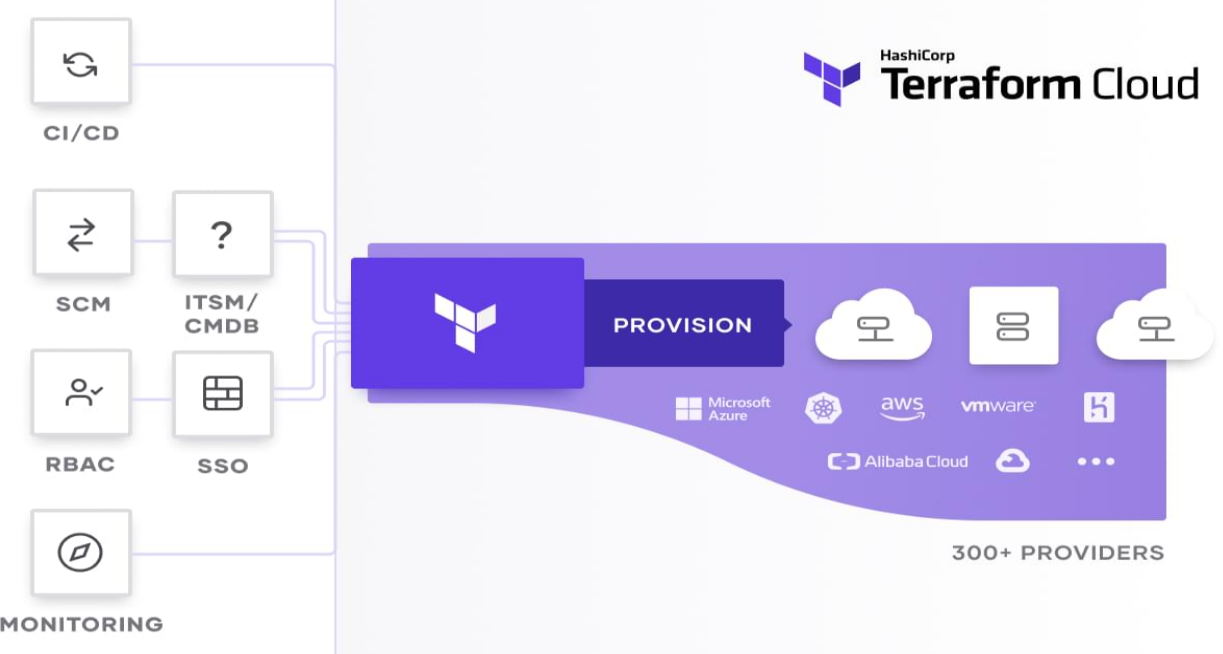 HashiCorp
Terraform Cloud
CI/CD
SCM
ITSM/
CMDB
RBAC
SSO
MONITORING
PROVISION
Microsoft
Azure
aws
vmware
Alibaba Cloud
300+ PROVIDERS